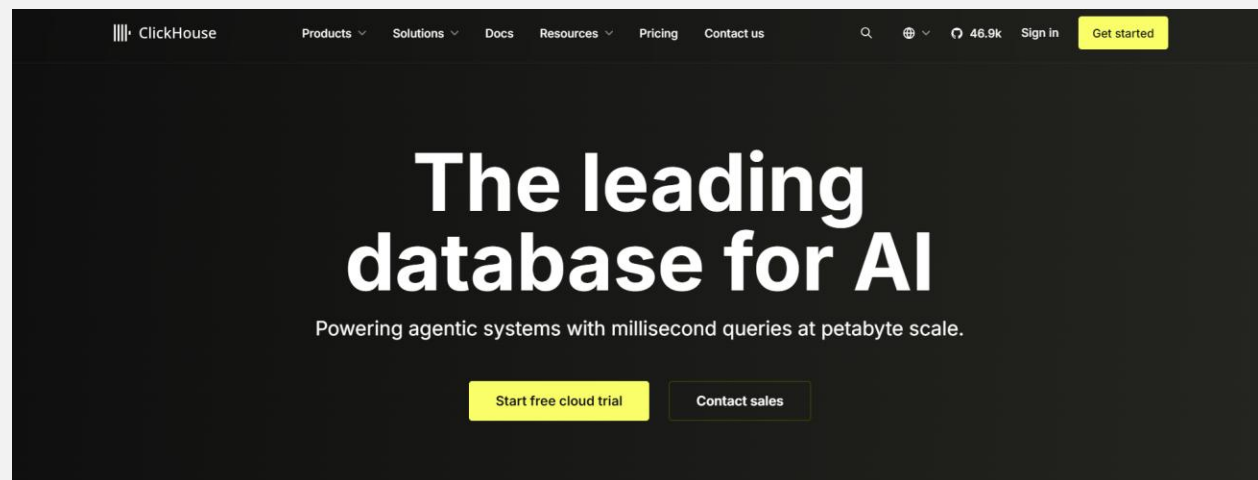 ClickHouse Products Solutions Docs Resources Pricing Contact us 46.9k Sign in Get started
The leading
database for AI
Powering agentic systems with millisecond queries at petabyte scale.
Start free cloud trial Contact sales